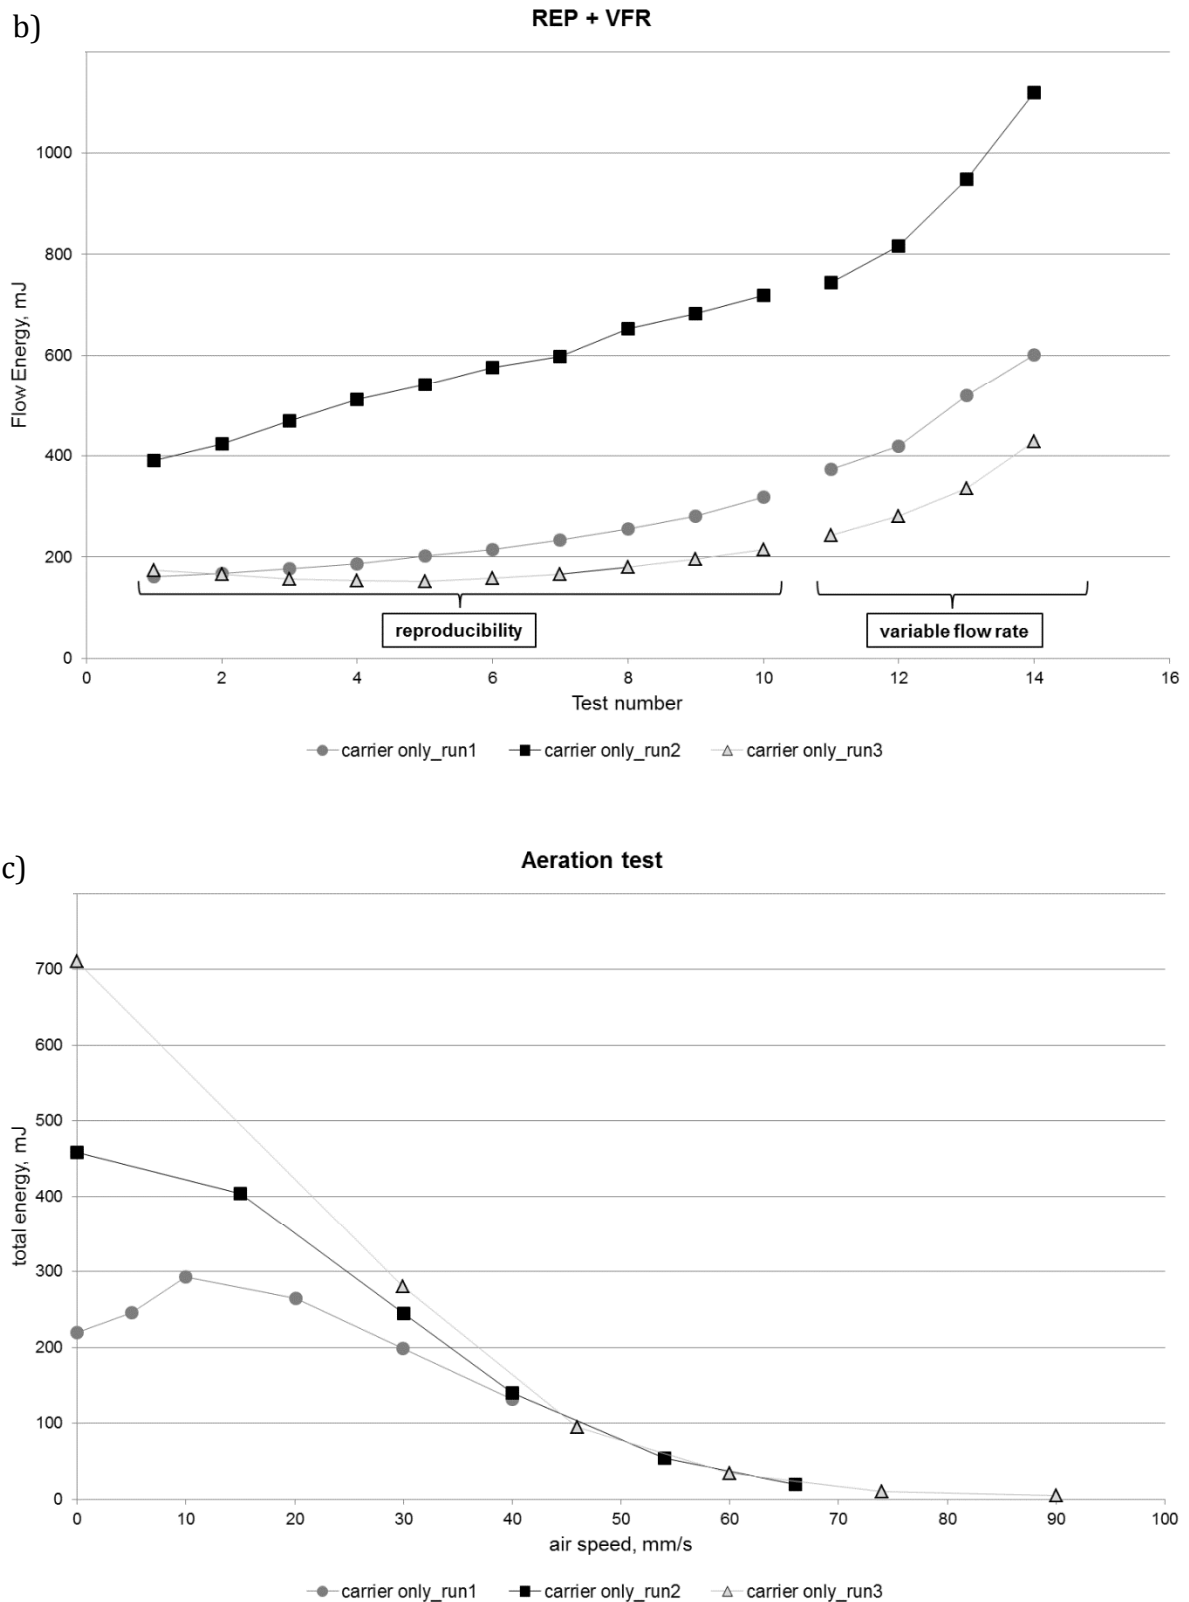 b)
REP + VFR
1000
800
600
400
200
0
Flow Energy, mJ
reproducibility
variable flow rate
0 2 4 6 8 10 12 14 16
Test number
carrier only_run1 carrier only_run2 carrier only_run3
c)
Aeration test
700
600
500
400
300
200
100
0
total energy, mJ
0 10 20 30 40 50 60 70 80 90 100
air speed, mm/s
carrier only_run1 carrier only_run2 carrier only_run3